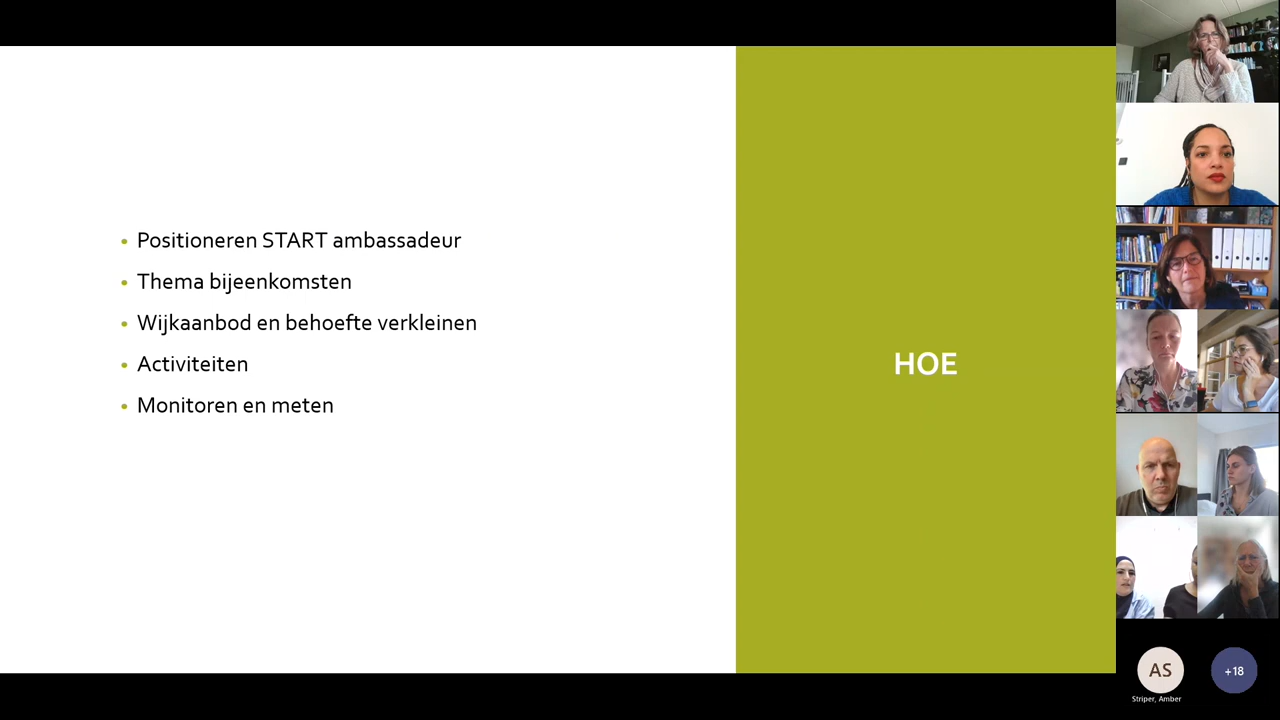 Positioneren START ambassadeur
Thema bijeenkomsten
Wijkaanbod en behoefte verkleinen
Activiteiten
Monitoren en meten
HOE
AS
+18
Striper, Amber